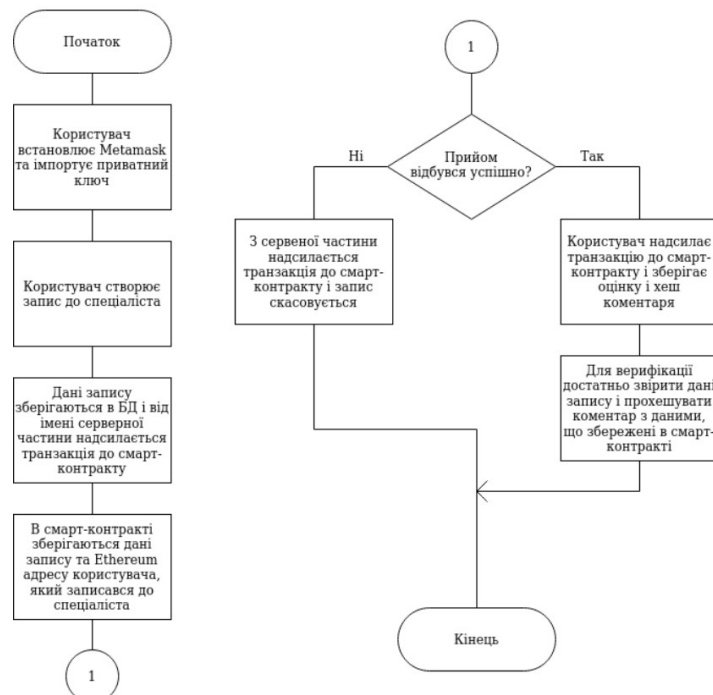 Початок
Користувач
встановлює Metamask
та імпортує приватний
ключ
Користувач створює
запис до спеціаліста
Дані запису
зберігаються в БД і від
імені серверної
частини надсилається
транзакція до смарт-
контракту
В смарт-контракті
зберігаються дані
запису та Ethereum
адресу користувача,
який записався до
спеціаліста
1
1
Прийом
відбувся успішно?
Ні
Так
З сервеної частини
надсилається
транзакція до смарт-
контракту і запис
скасовується
Користувач надсилає
транзакцію до смарт-
контракту і зберігає
оцінку і хеш
коментаря
Для верифікації
достатньо звірити дані
запису і прохешувати
коментар з даними,
що збережені в смарт-
контракті
Кінець